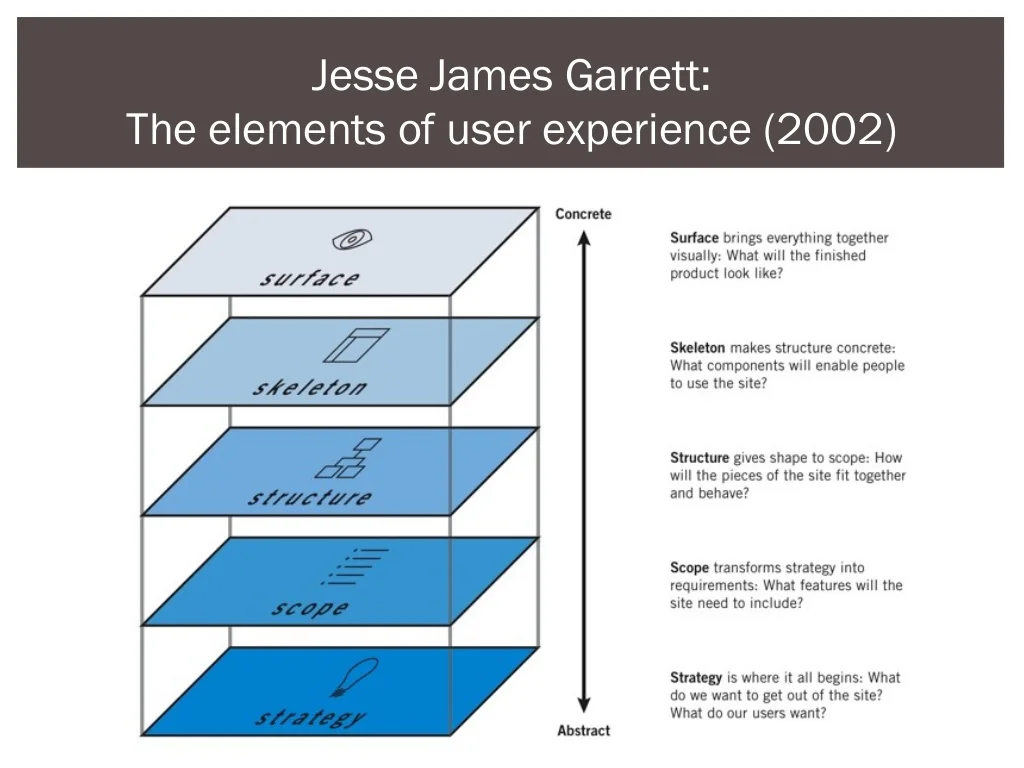 Jesse James Garrett:
The elements of user experience (2002)
Concrete
Surface brings everything together
visually: What will the finished
product look like?
surface
Skeleton makes structure concrete:
What components will enable people
to use the site?
skeleton
Structure gives shape to scope: How
will the pieces of the site fit together
and behave?
structure
Scope transforms strategy into
requirements: What features will the
site need to include?
scope
Strategy is where it all begins: What
do we want to get out of the site?
What do our users want?
strategy
Abstract